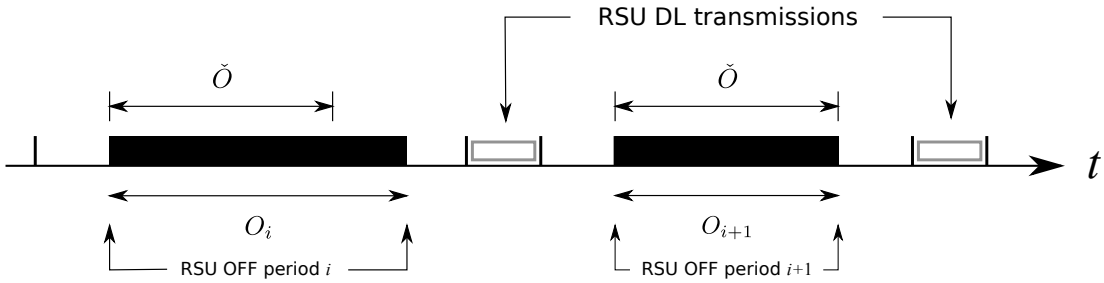 RSU DL transmissions
Ǒ Ǒ
t
O_i O_{i+1}
RSU OFF period i RSU OFF period i+1